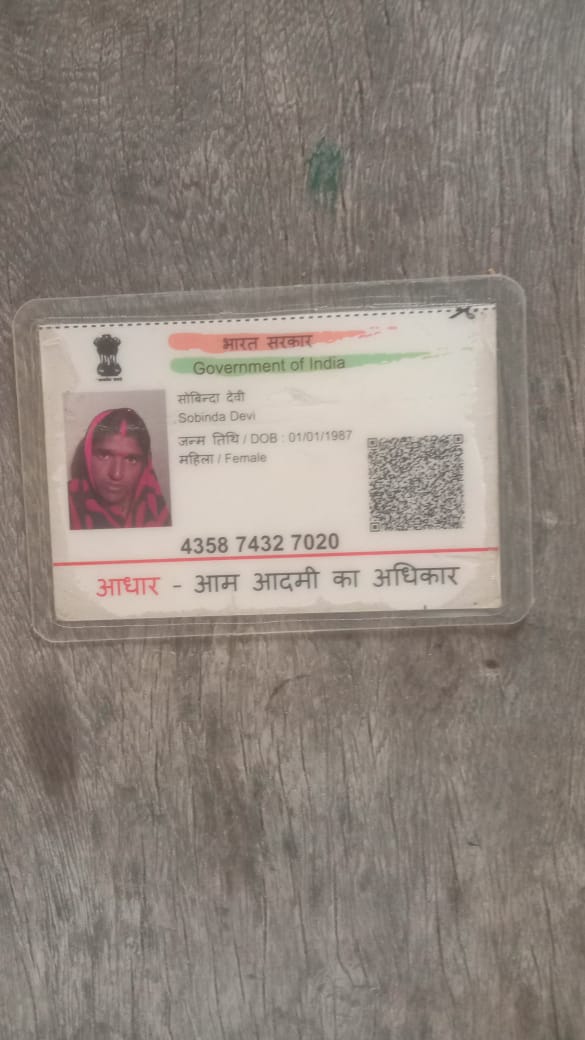 भारत सरकार
Government of India
सोबिन्दा देवी
Sobinda Devi
जन्म तिथि / DOB : 01/01/1987
महिला / Female
4358 7432 7020
आधार - आम आदमी का अधिकार